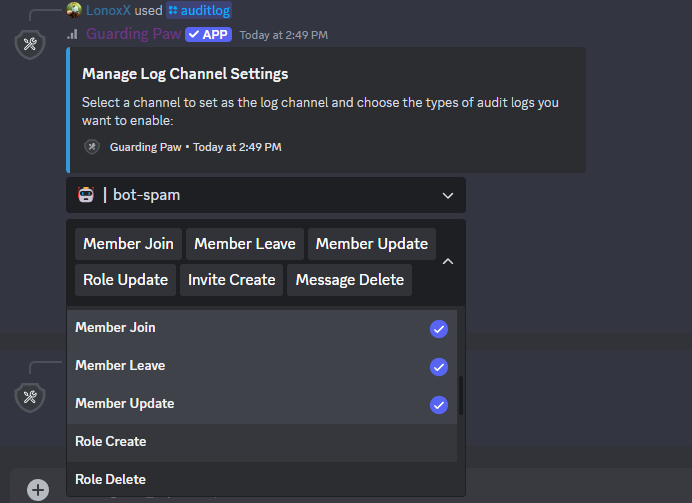 LonoxX used auditlog
Guarding Paw APP Today at 2:49 PM
Manage Log Channel Settings
Select a channel to set as the log channel and choose the types of audit logs you
want to enable:
Guarding Paw • Today at 2:49 PM
| bot-spam
Member Join Member Leave Member Update
Role Update Invite Create Message Delete
Member Join
Member Leave
Member Update
Role Create
Role Delete